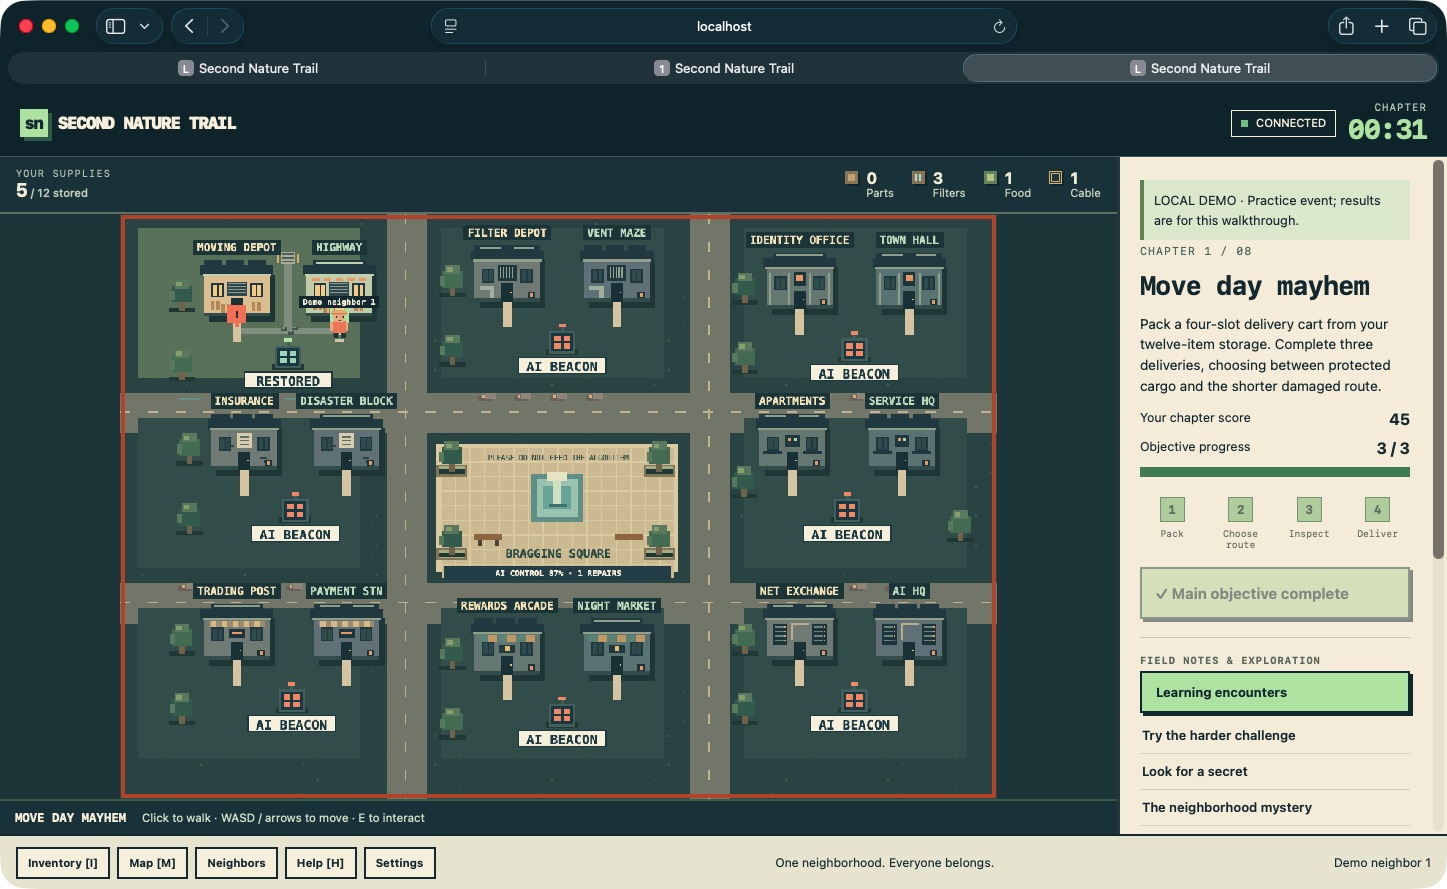 localhost
L Second Nature Trail
1 Second Nature Trail
L Second Nature Trail
sn SECOND NATURE TRAIL
CONNECTED
CHAPTER
00:31
YOUR SUPPLIES
5 / 12 stored
0 Parts
3 Filters
1 Food
1 Cable
MOVING DEPOT
HIGHWAY
Demo neighbor 1
!
RESTORED
FILTER DEPOT
VENT MAZE
AI BEACON
IDENTITY OFFICE
TOWN HALL
AI BEACON
INSURANCE
DISASTER BLOCK
AI BEACON
PLEASE DO NOT FEED THE ALGORITHM
BRAGGING SQUARE
AI CONTROL 87% • 1 REPAIRS
APARTMENTS
SERVICE HQ
AI BEACON
TRADING POST
PAYMENT STN
AI BEACON
REWARDS ARCADE
NIGHT MARKET
AI BEACON
NET EXCHANGE
AI HQ
AI BEACON
MOVE DAY MAYHEM
Click to walk · WASD / arrows to move · E to interact
LOCAL DEMO · Practice event; results
are for this walkthrough.
CHAPTER 1 / 08
Move day mayhem
Pack a four-slot delivery cart from your
twelve-item storage. Complete three
deliveries, choosing between protected
cargo and the shorter damaged route.
Your chapter score 45
Objective progress 3 / 3
1
Pack
2
Choose
route
3
Inspect
4
Deliver
✓ Main objective complete
FIELD NOTES & EXPLORATION
Learning encounters
Try the harder challenge
Look for a secret
The neighborhood mystery
Inventory [I]
Map [M]
Neighbors
Help [H]
Settings
One neighborhood. Everyone belongs.
Demo neighbor 1